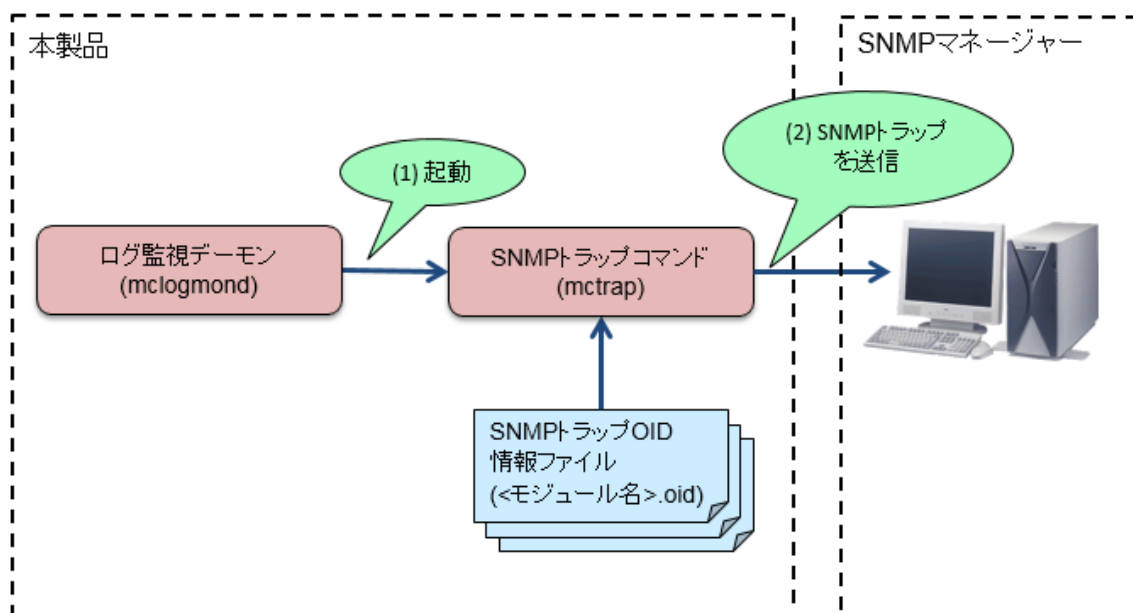 本製品
SNMPマネージャー
(1) 起動
(2) SNMPトラップ
を送信
ログ監視デーモン
(mclogmond)
SNMPトラップコマンド
(mctrap)
SNMPトラップOID
情報ファイル
(<モジュール名>.oid)